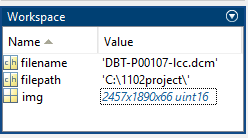 Workspace
Name Value
filename 'DBT-P00107-lcc.dcm'
filepath 'C:\1102project\'
img 2457x1890x66 uint16